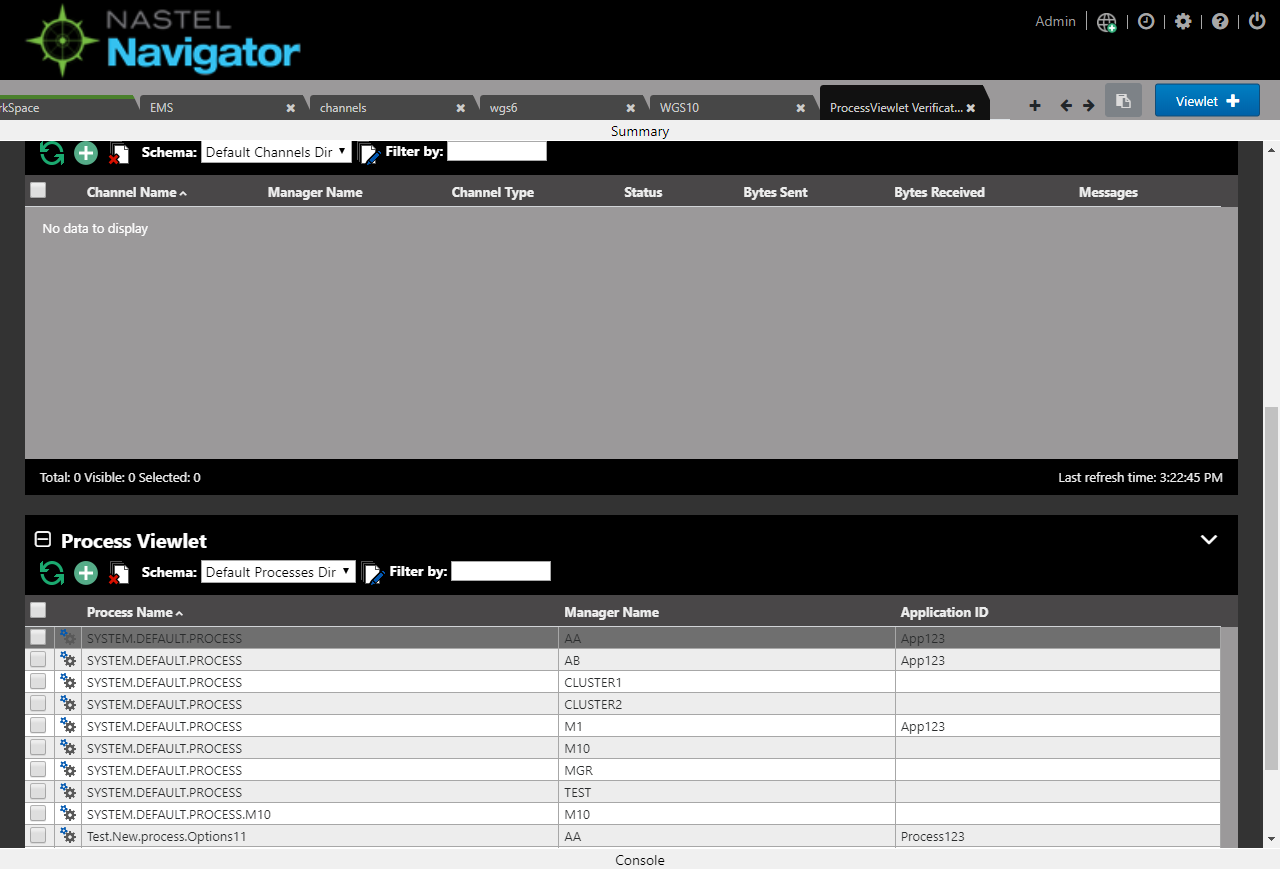 NASTEL
Navigator
Admin
rkSpace EMS channels wgs6 WGS10 ProcessViewlet Verificat... Viewlet
Summary
Schema: Default Channels Dir Filter by:
Channel Name Manager Name Channel Type Status Bytes Sent Bytes Received Messages
No data to display
Total: 0 Visible: 0 Selected: 0 Last refresh time: 3:22:45 PM
Process Viewlet
Schema: Default Processes Dir Filter by:
Process Name Manager Name Application ID
SYSTEM.DEFAULT.PROCESS AA App123
SYSTEM.DEFAULT.PROCESS AB App123
SYSTEM.DEFAULT.PROCESS CLUSTER1
SYSTEM.DEFAULT.PROCESS CLUSTER2
SYSTEM.DEFAULT.PROCESS M1 App123
SYSTEM.DEFAULT.PROCESS M10
SYSTEM.DEFAULT.PROCESS MGR
SYSTEM.DEFAULT.PROCESS TEST
SYSTEM.DEFAULT.PROCESS.M10 M10
Test.New.process.Options11 AA Process123
Console